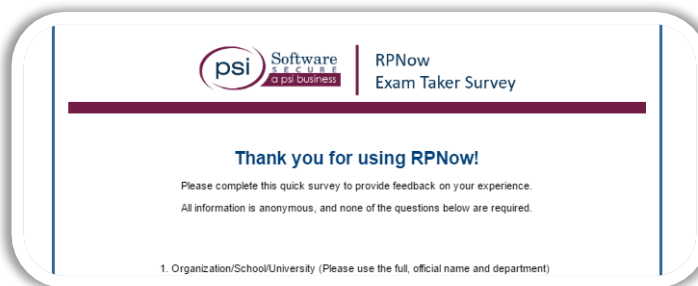 psi Software
SECURE
a psi business
RPNow
Exam Taker Survey
Thank you for using RPNow!
Please complete this quick survey to provide feedback on your experience.
All information is anonymous, and none of the questions below are required.
1. Organization/School/University (Please use the full, official name and department)